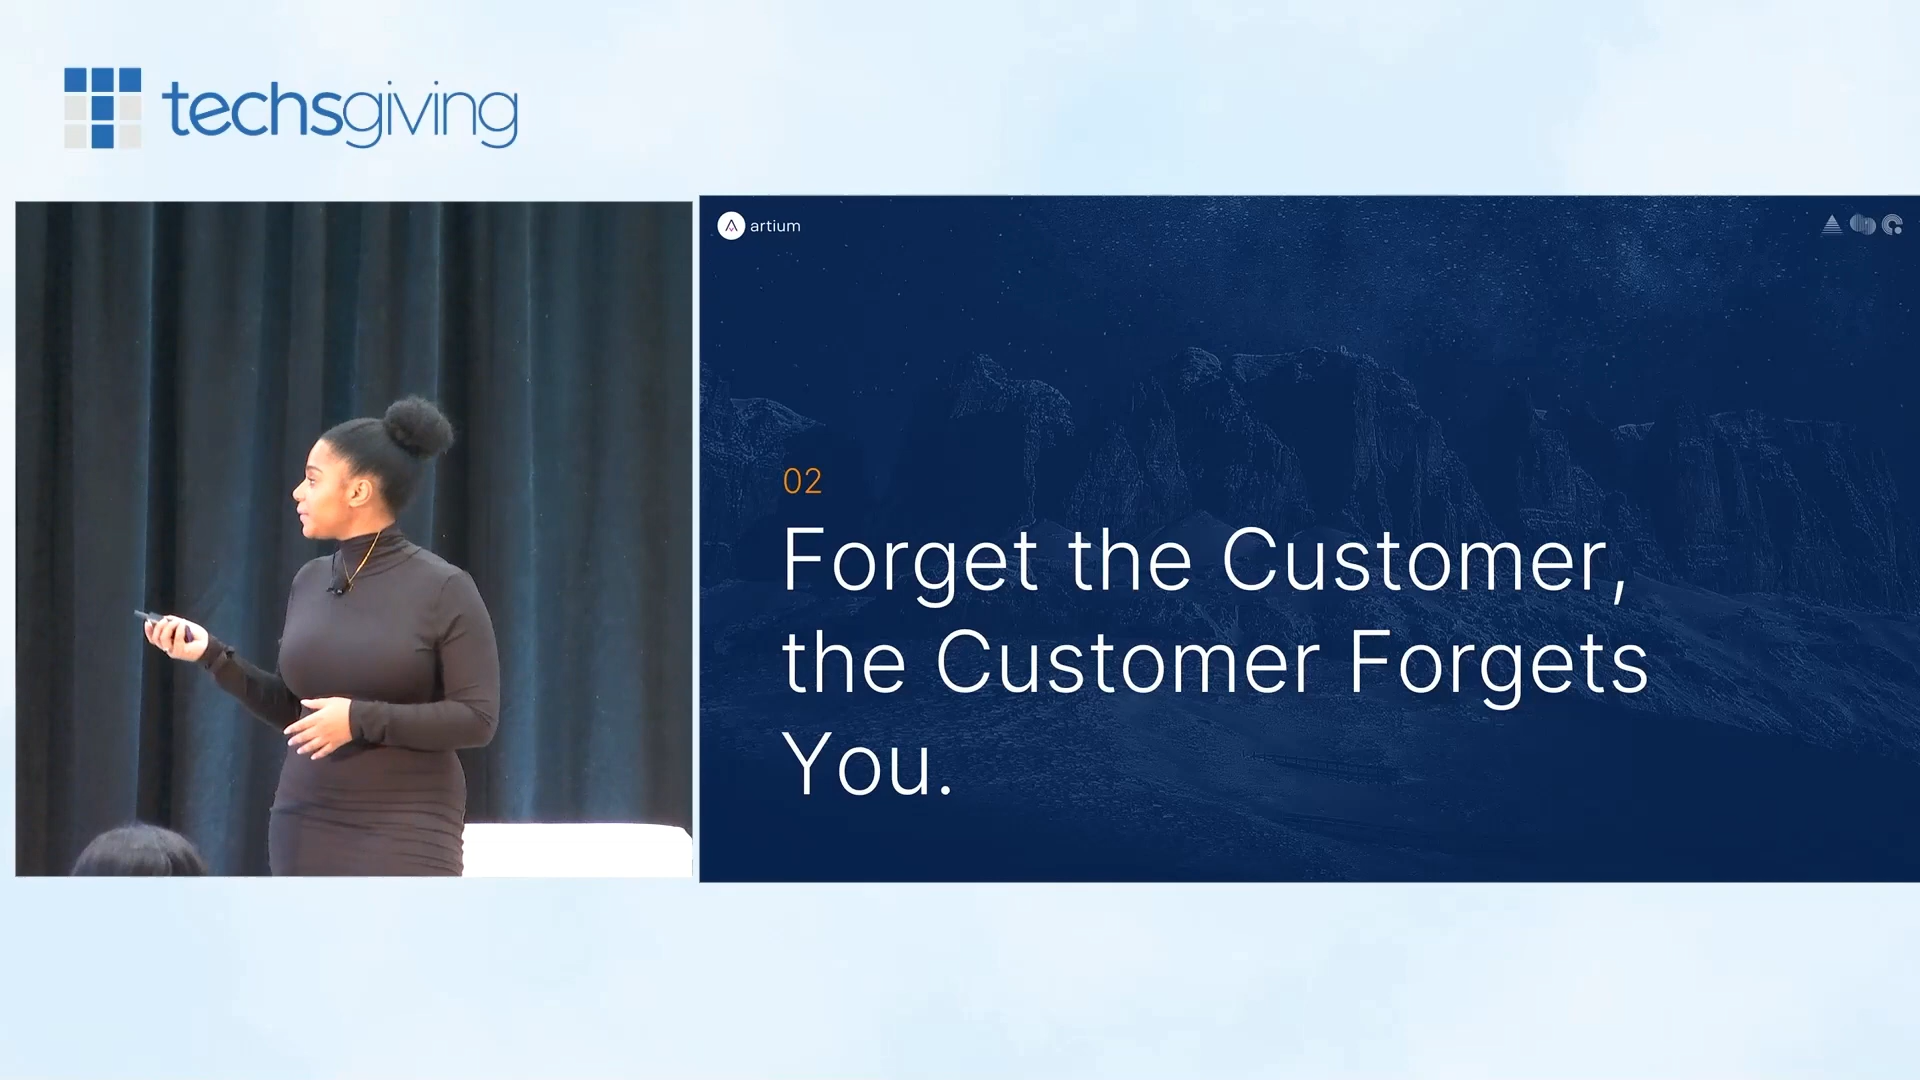 techsgiving
artium
02
Forget the Customer,
the Customer Forgets
You.